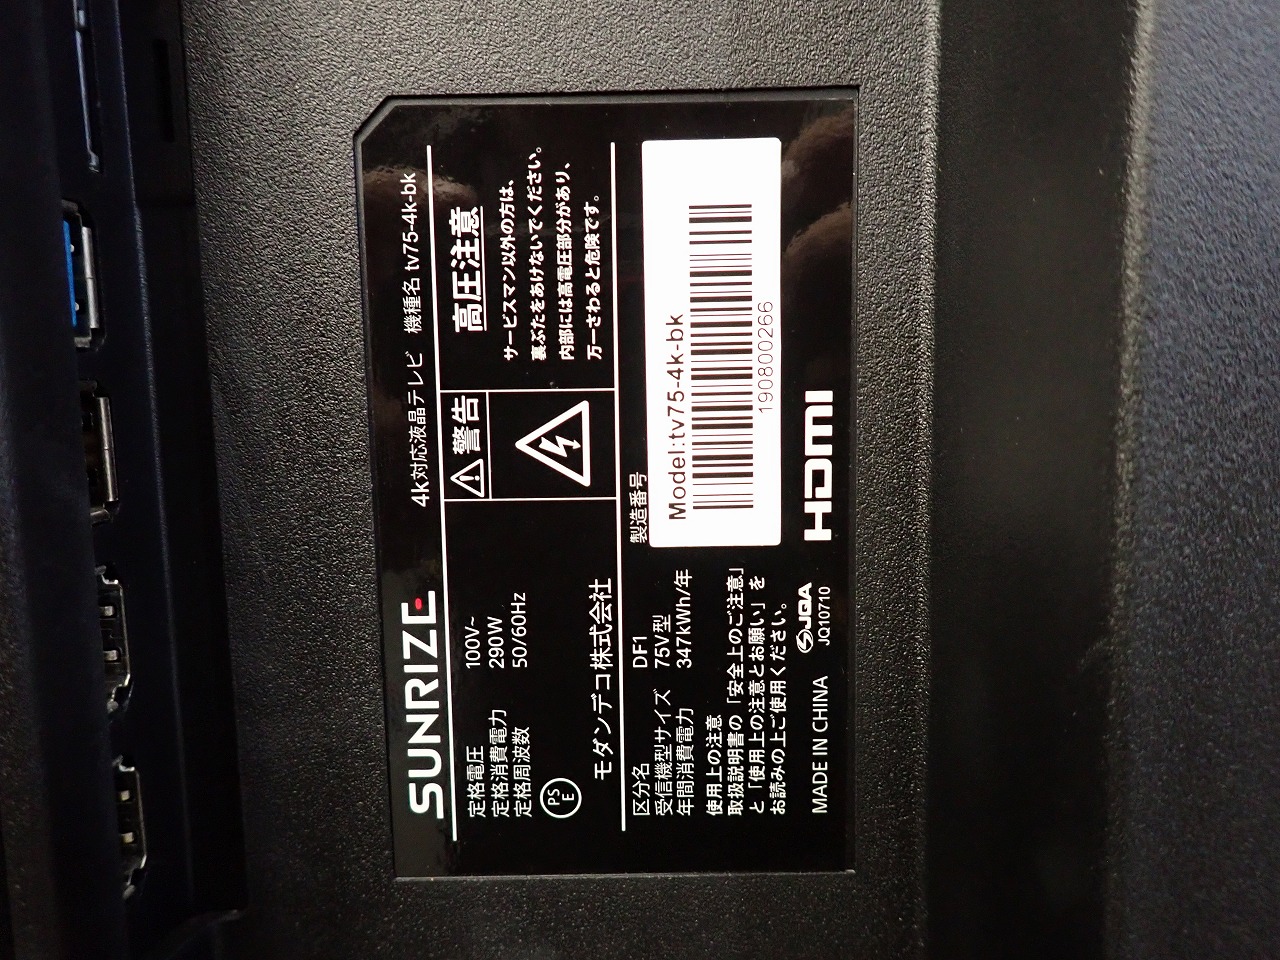 SUNRIZE
4k対応液晶テレビ 機種名 tv75-4k-bk
定格電圧 100V~
定格消費電力 290W
定格周波数 50/60Hz
PS
E
モダンデコ株式会社
警告
高圧注意
サービスマン以外の方は、
裏ぶたをあけないでください。
内部には高電圧部分があり、
万一さわると危険です。
区分名 DF1
受信機型サイズ 75V型
年間消費電力 347kWh/年
使用上の注意
取扱説明書の「安全上のご注意」
と「使用上の注意とお願い」を
お読みの上ご使用ください。
MADE IN CHINA
JQA
JQ10710
製造番号
Model:tv75-4k-bk
190800266
HDMI